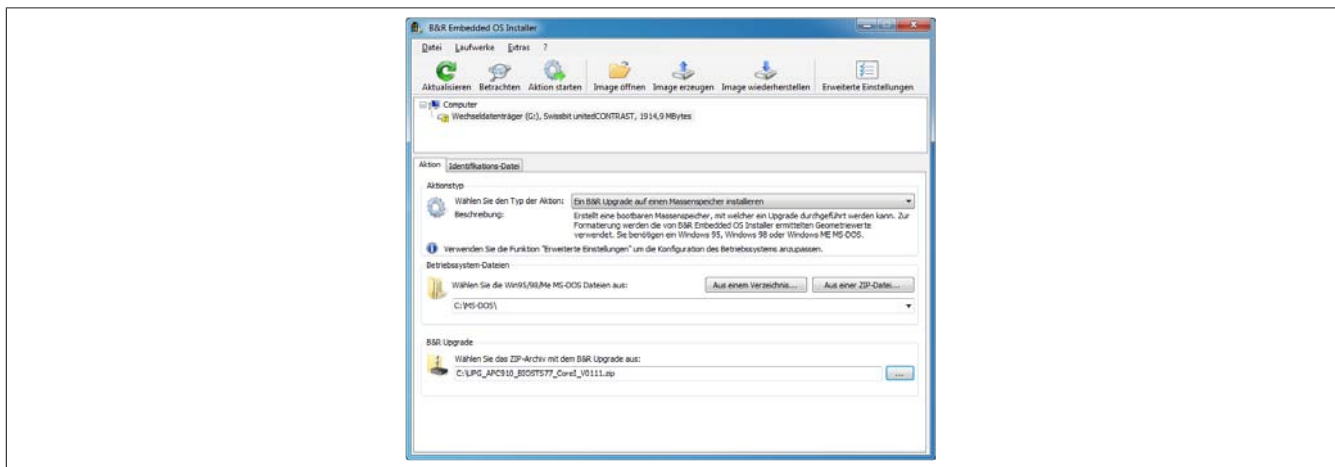 B&R Embedded OS Installer
Datei Laufwerke Extras ?
Aktualisieren Betrachten Aktion starten Image öffnen Image erzeugen Image wiederherstellen Erweiterte Einstellungen
Computer
Wechseldatenträger (G:), Swissbit unitedCONTRAST, 1914,9 MBytes
Aktion Identifikations-Datei
Aktionstyp
Wählen Sie den Typ der Aktion: Ein B&R Upgrade auf einen Massenspeicher installieren
Beschreibung: Erstellt eine bootbaren Massenspeicher, mit welcher ein Upgrade durchgeführt werden kann. Zur
Formatierung werden die von B&R Embedded OS Installer ermittelten Geometriewerte
verwendet. Sie benötigen ein Windows 95, Windows 98 oder Windows ME MS-DOS.
Verwenden Sie die Funktion "Erweiterte Einstellungen" um die Konfiguration des Betriebssystems anzupassen.
Betriebssystem-Dateien
Wählen Sie die Win95/98/Me MS-DOS Dateien aus: Aus einem Verzeichnis... Aus einer ZIP-Datei...
C:\MS-DOS\
B&R Upgrade
Wählen Sie das ZIP-Archiv mit dem B&R Upgrade aus:
C:\UPG_APC910_BIOSTS77_CoreI_V0111.zip ...